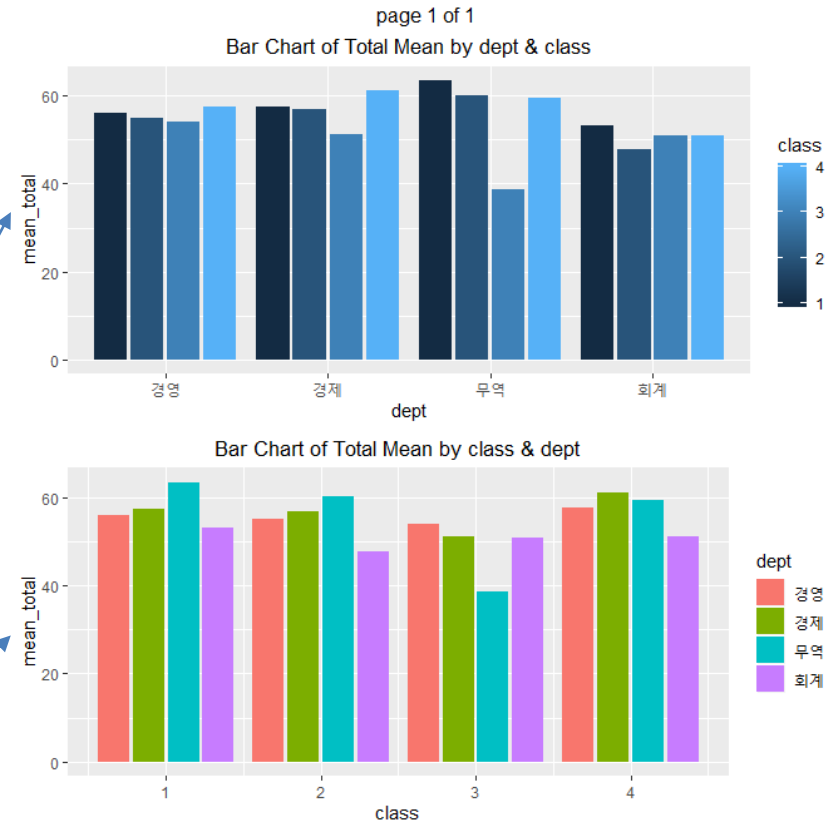 page 1 of 1
Bar Chart of Total Mean by dept & class
mean_total
60
40
20
0
경영 경제 무역 회계
dept
class
4
3
2
1
Bar Chart of Total Mean by class & dept
mean_total
60
40
20
0
1 2 3 4
class
dept
경영
경제
무역
회계